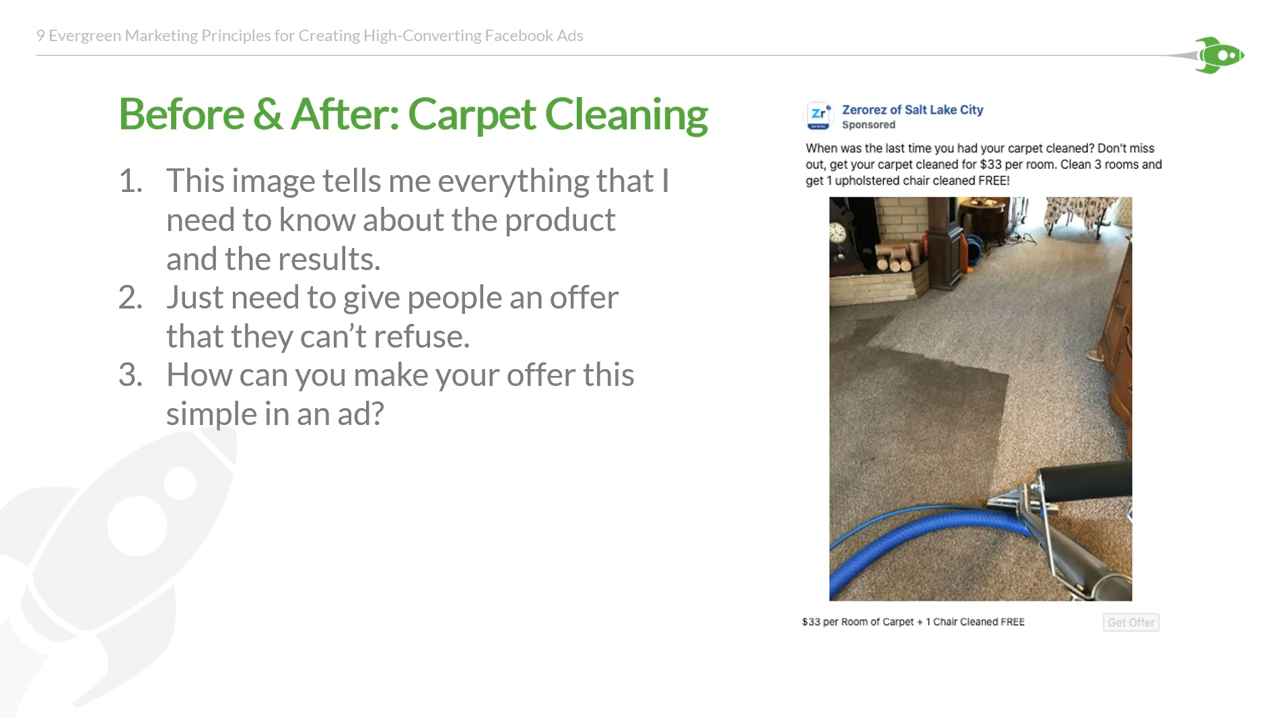 9 Evergreen Marketing Principles for Creating High-Converting Facebook Ads
Before & After: Carpet Cleaning
1. This image tells me everything that I
need to know about the product
and the results.
2. Just need to give people an offer
that they can’t refuse.
3. How can you make your offer this
simple in an ad?
Zr
Zerorez of Salt Lake City
Sponsored
When was the last time you had your carpet cleaned? Don't miss
out, get your carpet cleaned for $33 per room. Clean 3 rooms and
get 1 upholstered chair cleaned FREE!
$33 per Room of Carpet + 1 Chair Cleaned FREE
Get Offer